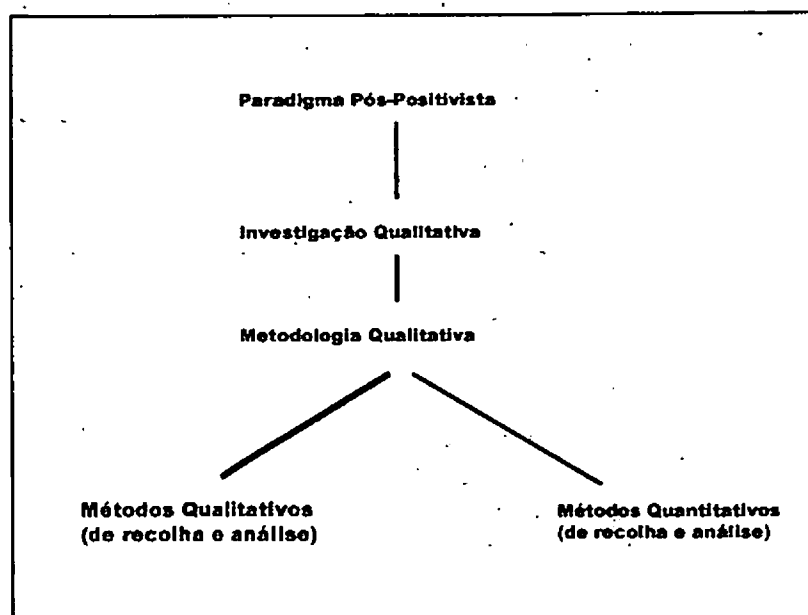 Paradigma Pós-Positivista
Investigação Qualitativa
Metodologia Qualitativa
Métodos Qualitativos
(de recolha e análise)
Métodos Quantitativos
(de recolha e análise)